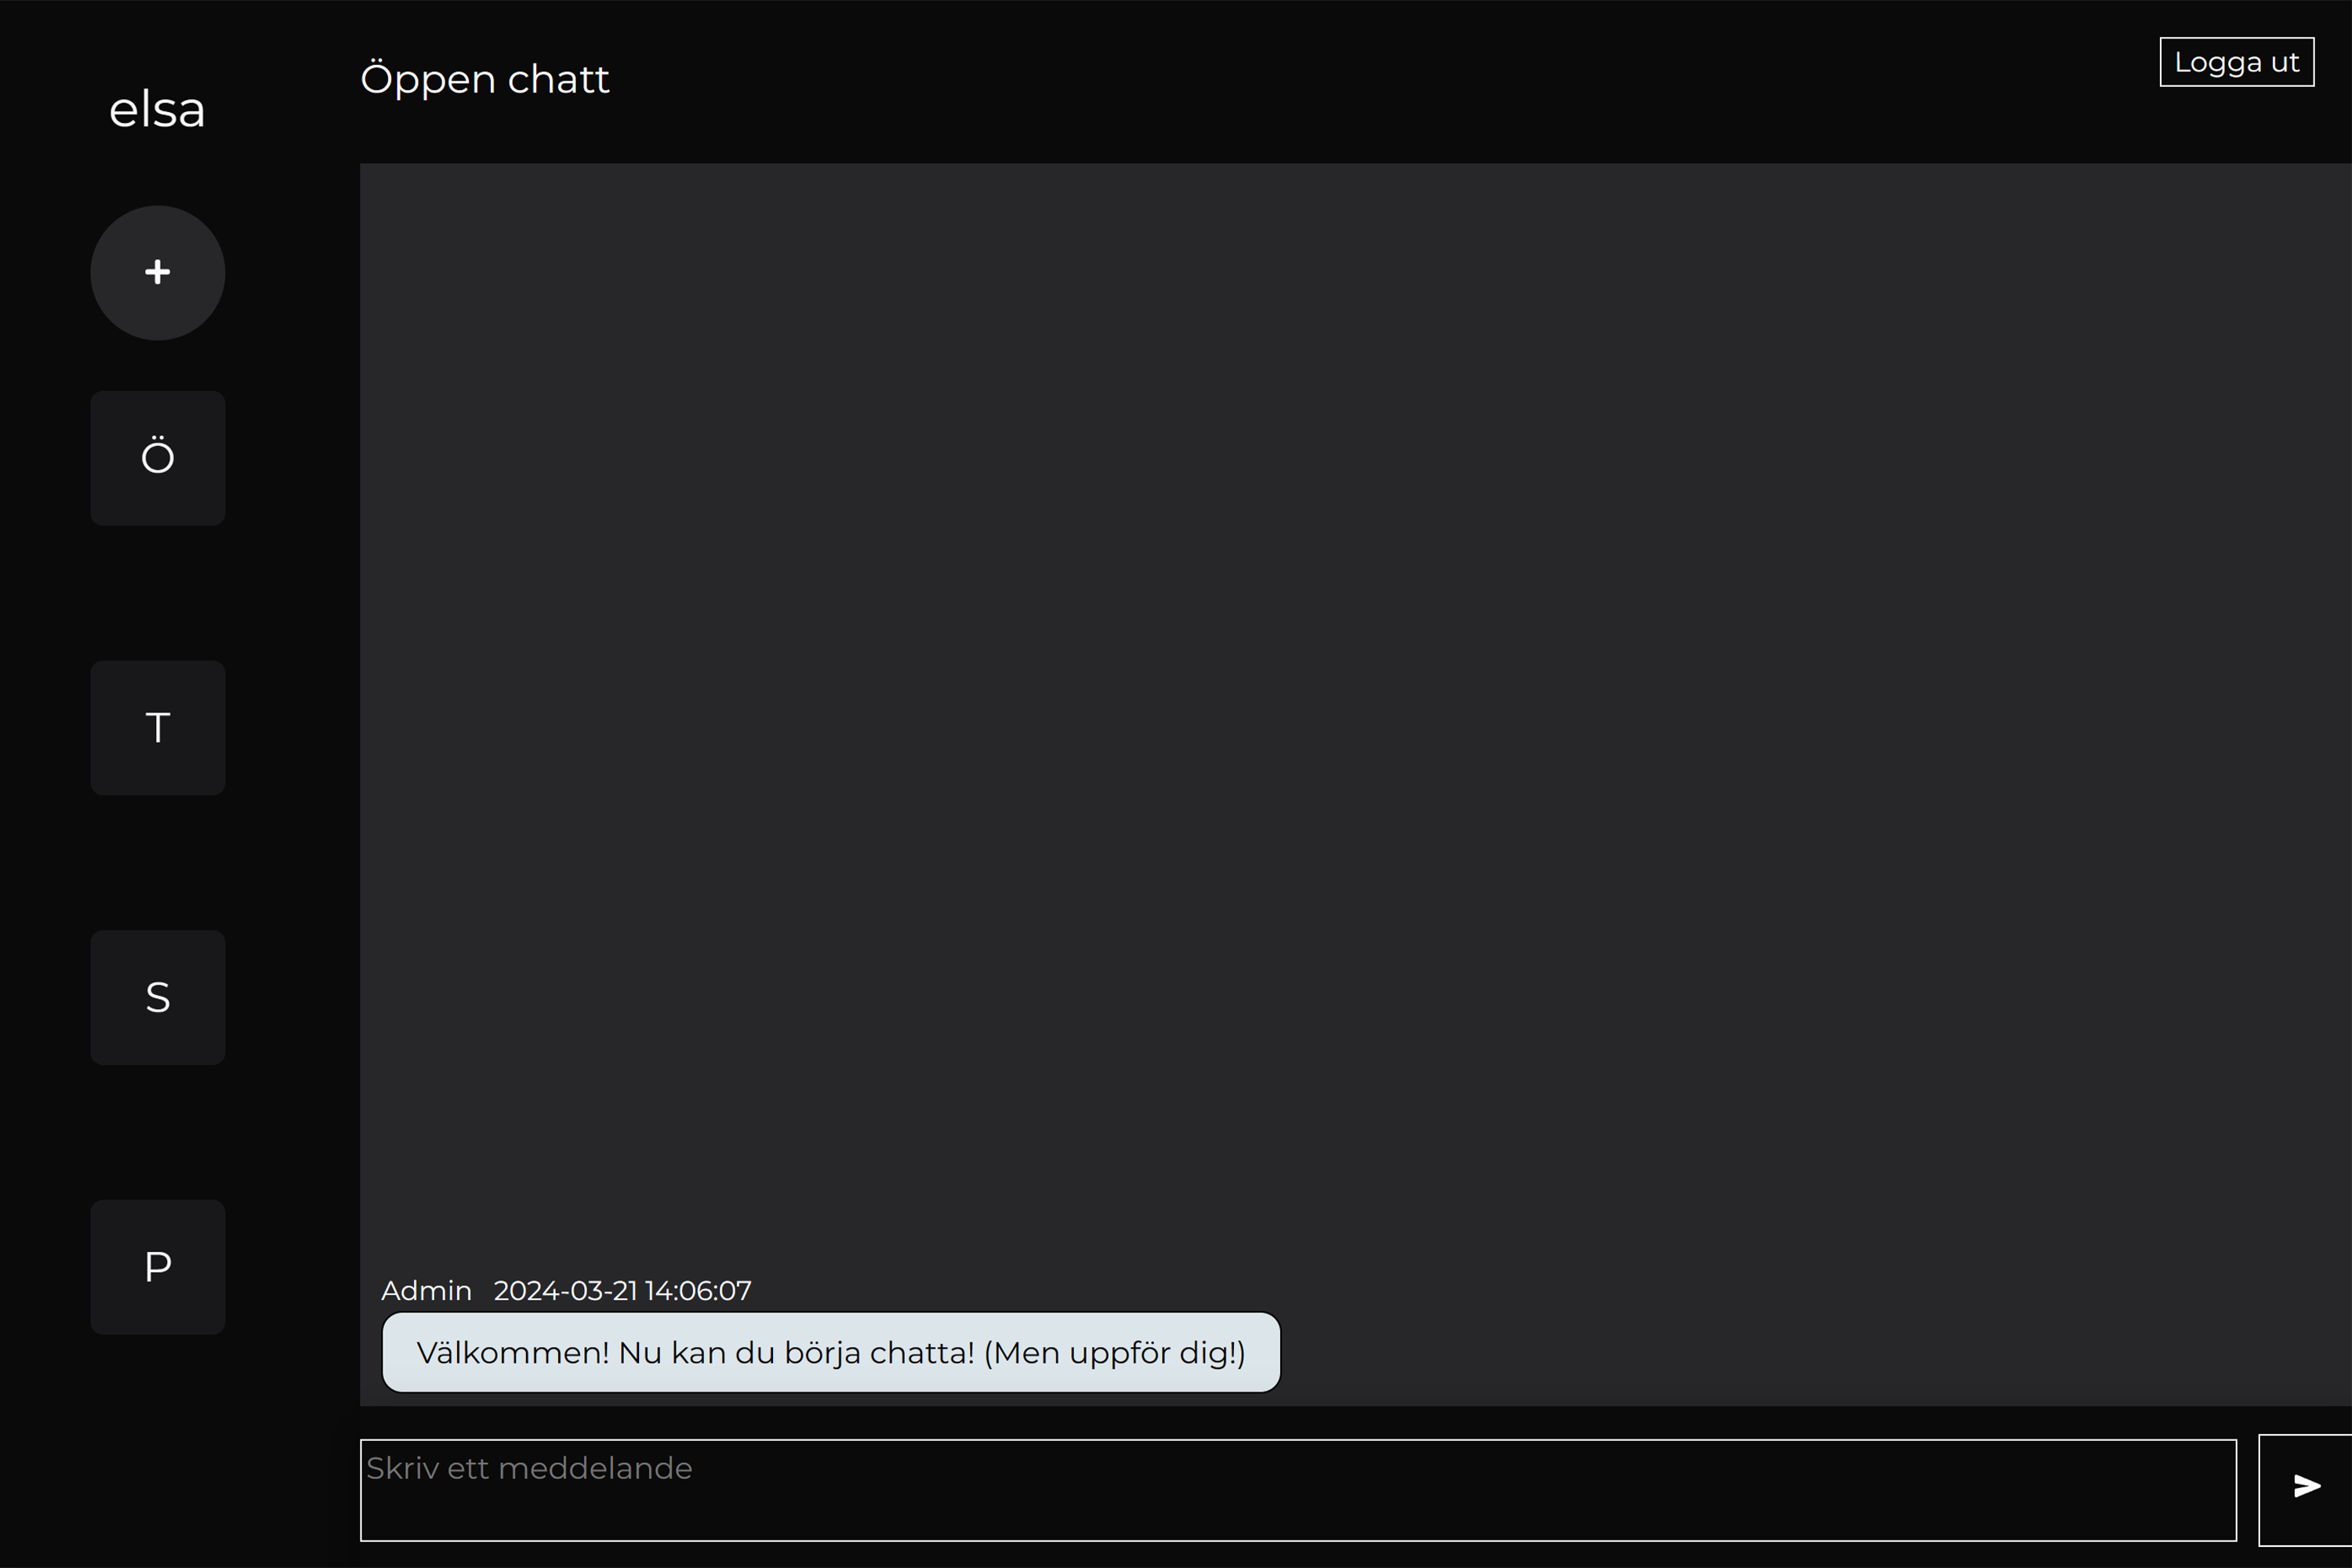 elsa
+
Ö
T
S
P
Öppen chatt
Logga ut
Admin 2024-03-21 14:06:07
Välkommen! Nu kan du börja chatta! (Men uppför dig!)
Skriv ett meddelande